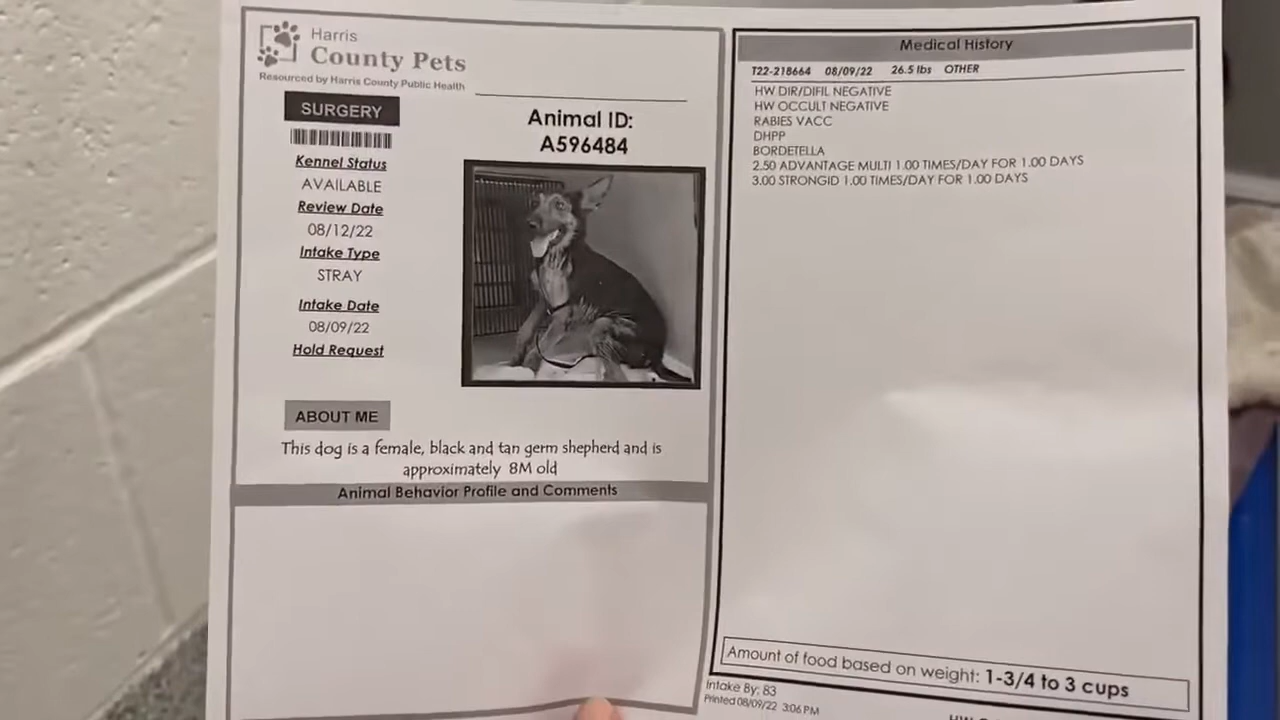 Harris
County Pets
Resourced by Harris County Public Health
SURGERY
Kennel Status
AVAILABLE
Review Date
08/12/22
Intake Type
STRAY
Intake Date
08/09/22
Hold Request
Animal ID:
A596484
ABOUT ME
This dog is a female, black and tan germ shepherd and is
approximately 8M old
Animal Behavior Profile and Comments
Medical History
T22-218664 08/09/22 26.5 lbs OTHER
HW DIR/DIFIL NEGATIVE
HW OCCULT NEGATIVE
RABIES VACC
DHPP
BORDETELLA
2.50 ADVANTAGE MULTI 1.00 TIMES/DAY FOR 1.00 DAYS
3.00 STRONGID 1.00 TIMES/DAY FOR 1.00 DAYS
Amount of food based on weight: 1-3/4 to 3 cups
Intake By: 83
Printed 08/09/22 3:06 PM